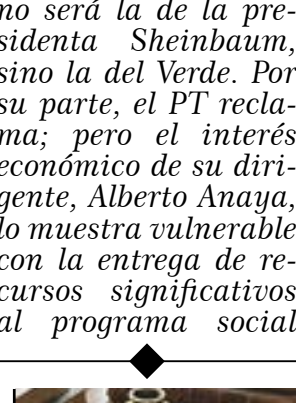 no será la de la pre-
sidenta Sheinbaum,
sino la del Verde. Por
su parte, el PT recla-
ma; pero el interés
económico de su diri-
gente, Alberto Anaya,
lo muestra vulnerable
con la entrega de re-
cursos significativos
al programa social